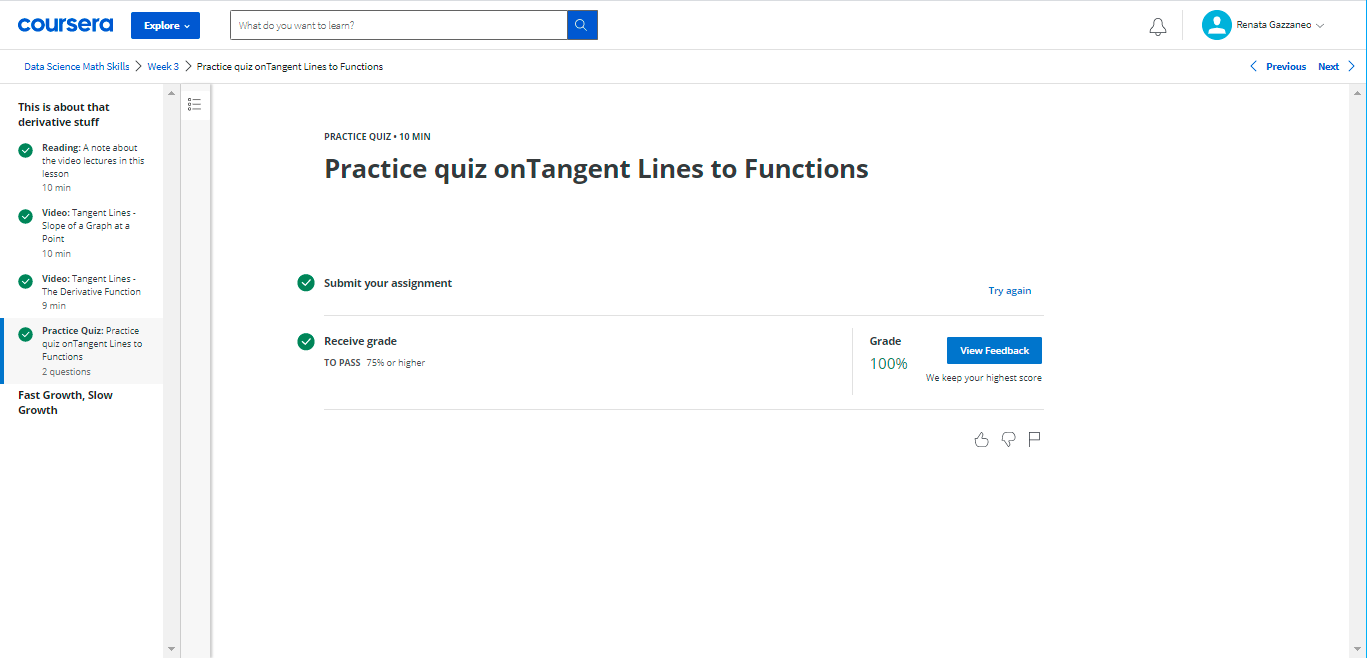 coursera
Explore
What do you want to learn?
Renata Gazzaneo
Data Science Math Skills
Week 3
Practice quiz onTangent Lines to Functions
Previous
Next
This is about that
derivative stuff
Reading: A note about
the video lectures in this
lesson
10 min
Video: Tangent Lines -
Slope of a Graph at a
Point
10 min
Video: Tangent Lines -
The Derivative Function
9 min
Practice Quiz: Practice
quiz onTangent Lines to
Functions
2 questions
Fast Growth, Slow
Growth
PRACTICE QUIZ • 10 MIN
Practice quiz onTangent Lines to Functions
Submit your assignment
Try again
Receive grade
TO PASS 75% or higher
Grade
100%
View Feedback
We keep your highest score